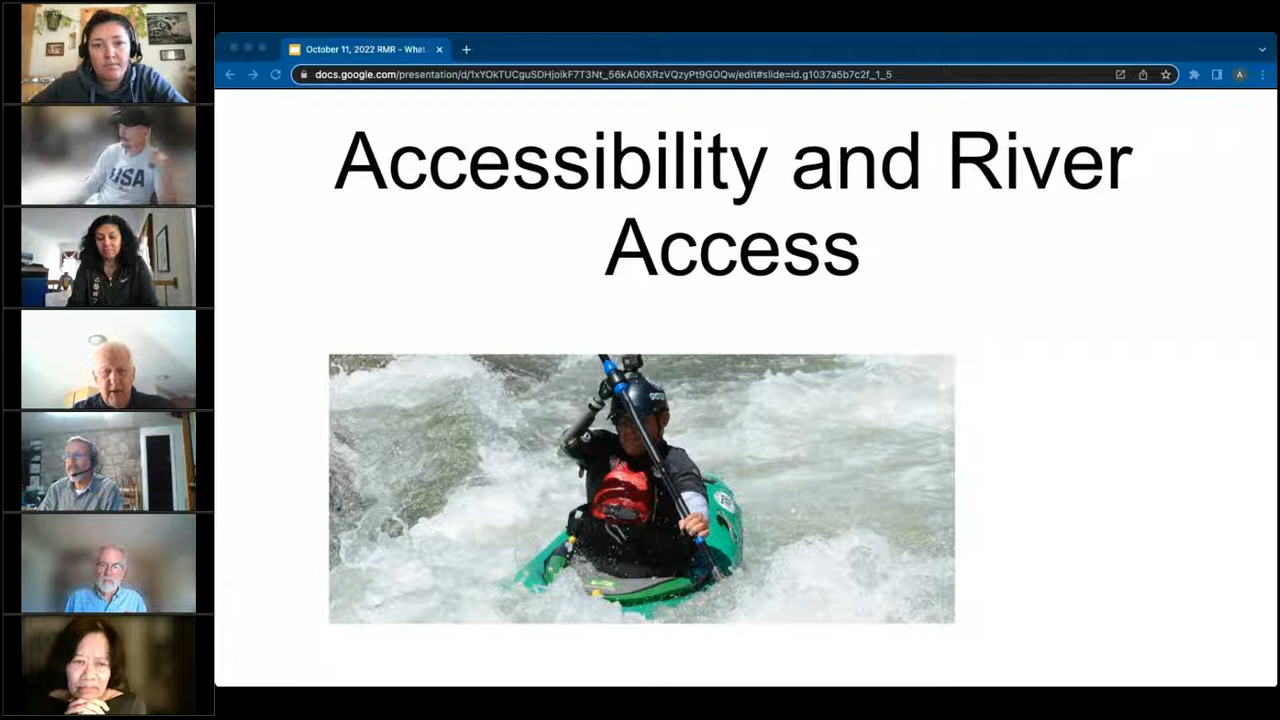 October 11, 2022 RMR - What
docs.google.com/presentation/d/1xYOkTUCguSDHjoikF7T3Nt_56kA06XRzVQzyPt9GOQw/edit#slide=id.g1037a5b7c2f_1_5
A
Accessibility and River
Access
USA